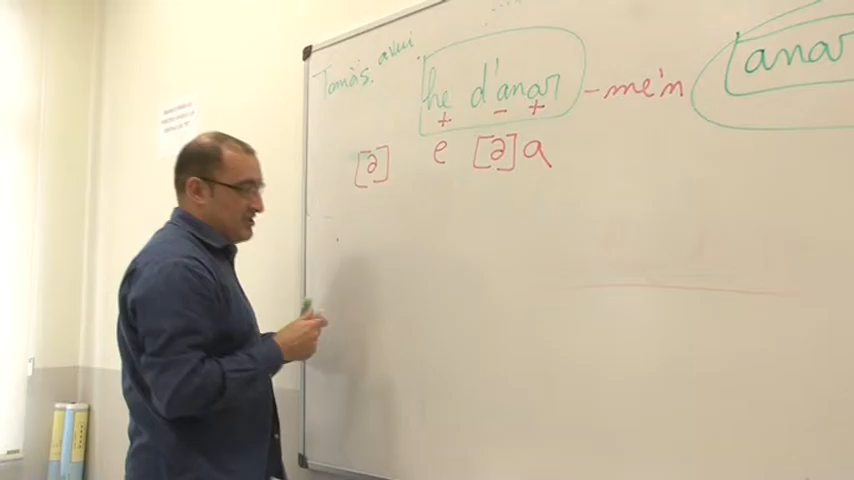 Tomàs, avui he d'anar-me'n anar
+ - +
[ə] e [ə] a